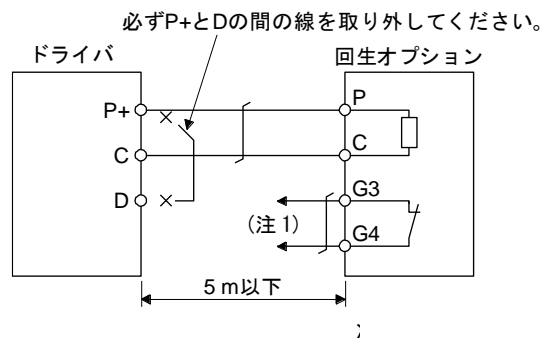 必ずP+とDの間の線を取り外してください。
ドライバ
回生オプション
P+
P
C
C
D
G3
(注1)
G4
5 m以下